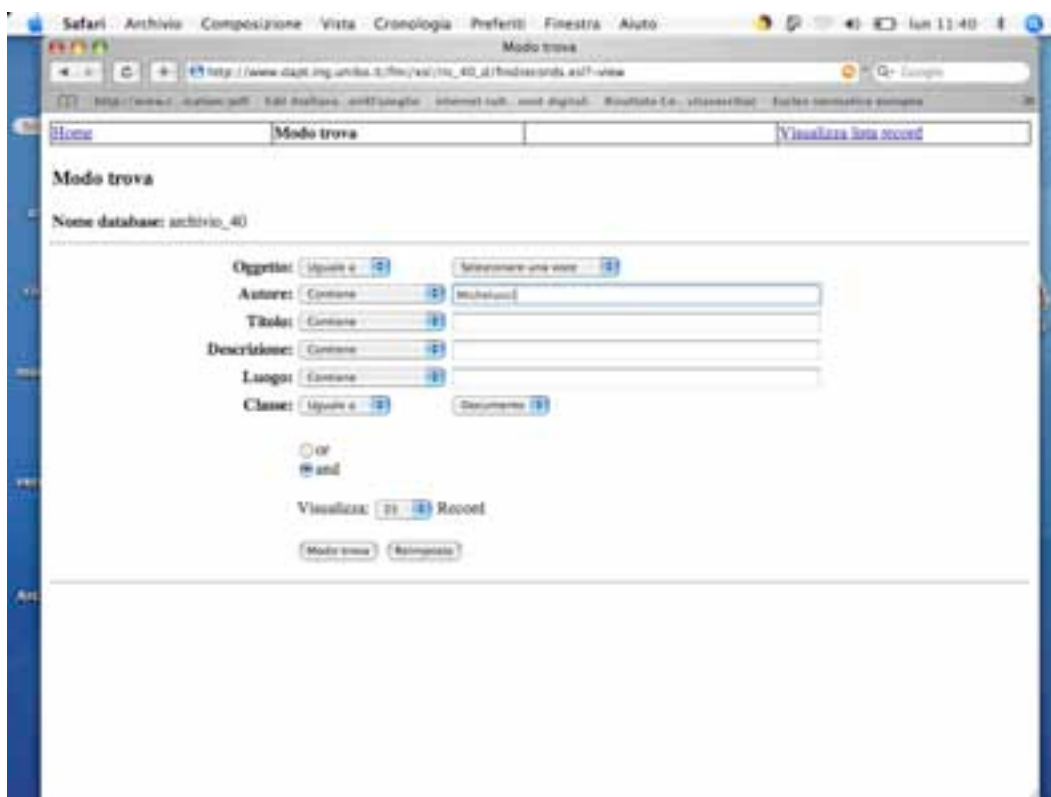 Safari Archivio Composizione Vista Cronologia Preferiti Finestra Aiuto lun 11:40
Modo trova
Google
Home Modo trova Visualizza lista record
Modo trova
Nome database: archivio_40
Oggetto: Uguale a Selezionare una voce
Autore: Contiene Michelucci
Titolo: Contiene
Descrizione: Contiene
Luogo: Contiene
Classe: Uguale a Documento
or
and
Visualizza: 25 Record
Modo trova Reimposta